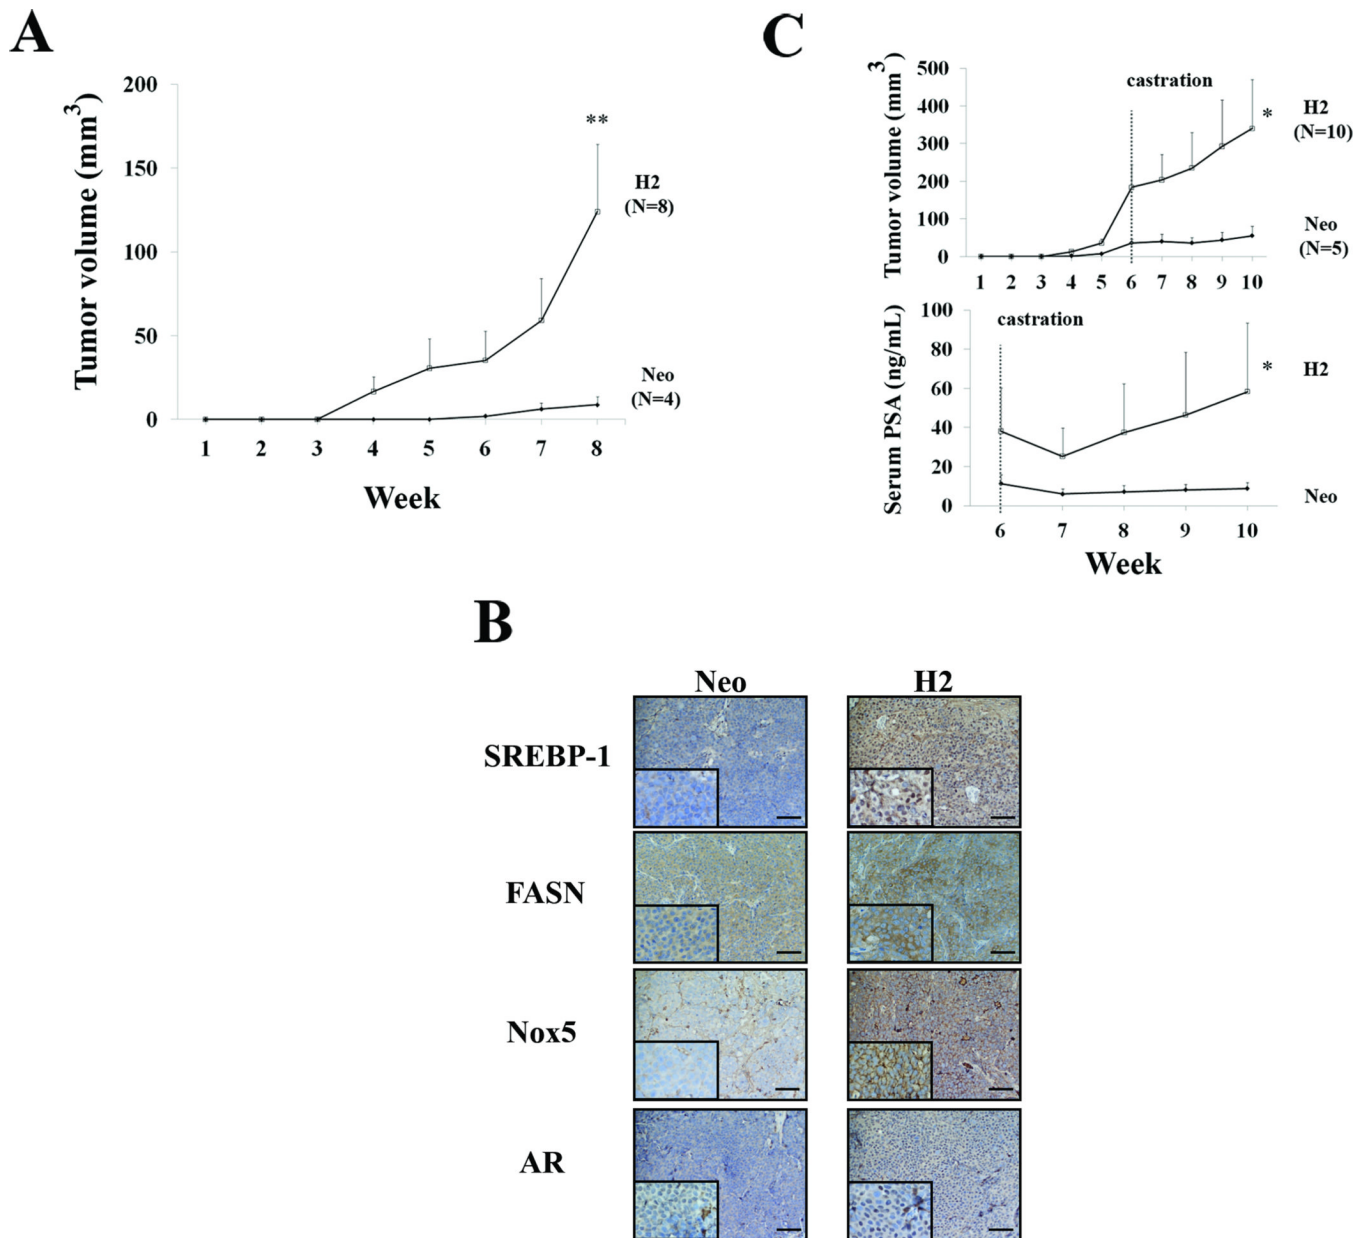 A
Tumor volume (mm3)
200
150
100
50
0
**
H2
(N=8)
Neo
(N=4)
1 2 3 4 5 6 7 8
Week
C
Tumor volume (mm3)
500
400
300
200
100
0
castration
*
H2
(N=10)
Neo
(N=5)
1 2 3 4 5 6 7 8 9 10
Serum PSA (ng/mL)
100
80
60
40
20
0
castration
*
H2
Neo
6 7 8 9 10
Week
B
Neo H2
SREBP-1
FASN
Nox5
AR